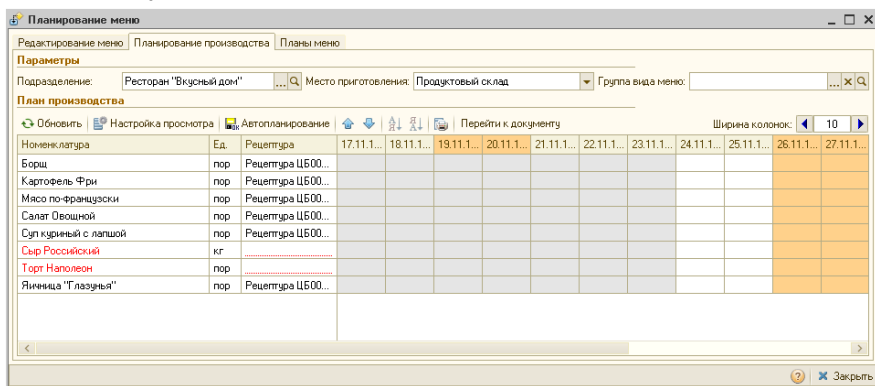 Планирование меню
Редактирование меню Планирование производства Планы меню
Параметры
Подразделение: Ресторан "Вкусный дом" ... Место приготовления: Продуктовый склад Группа вида меню: ...
План производства
Обновить Настройка просмотра Автопланирование Перейти к документу Ширина колонок: 10
Номенклатура Ед. Рецептура 17.11.1... 18.11.1... 19.11.1... 20.11.1... 21.11.1... 22.11.1... 23.11.1... 24.11.1... 25.11.1... 26.11.1... 27.11.1...
Борщ пор Рецептура ЦБ00...
Картофель Фри пор Рецептура ЦБ00...
Мясо по-французски пор Рецептура ЦБ00...
Салат Овощной пор Рецептура ЦБ00...
Суп куриный с лапшой пор Рецептура ЦБ00...
Сыр Российский кг
Торт Наполеон пор
Яичница "Глазунья" пор Рецептура ЦБ00...
? Закрыть